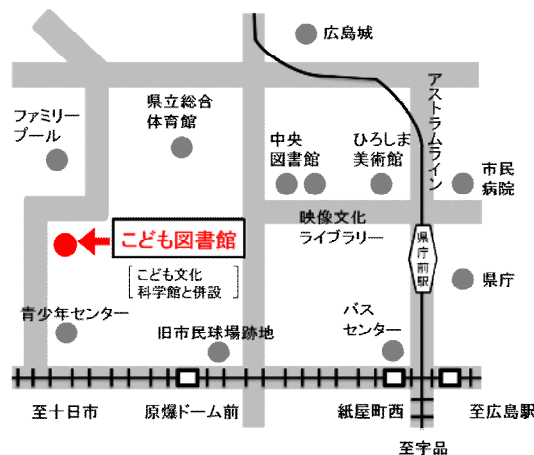 広島城
アストラムライン
県立総合
体育館
ファミリー
プール
中央
図書館
ひろしま
美術館
市民
病院
映像文化
ライブラリー
こども図書館
こども文化
科学館と併設
県庁前駅
県庁
青少年センター
旧市民球場跡地
バス
センター
至十日市
原爆ドーム前
紙屋町西
至広島駅
至宇品